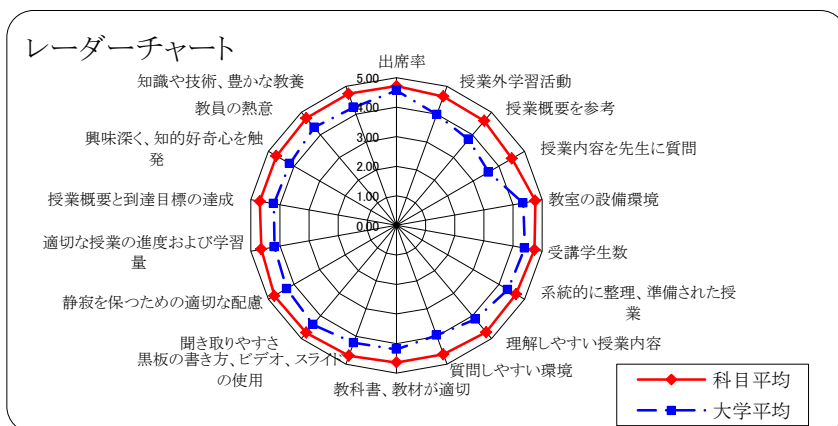 レーダーチャート
出席率
授業外学習活動
授業概要を参考
授業内容を先生に質問
教室の設備環境
受講学生数
系統的に整理、準備された授
業
理解しやすい授業内容
質問しやすい環境
教科書、教材が適切
黒板の書き方、ビデオ、スライド
の使用
聞き取りやすさ
静寂を保つための適切な配慮
適切な授業の進度および学習
量
授業概要と到達目標の達成
興味深く、知的好奇心を触
発
教員の熱意
知識や技術、豊かな教養
5.00
4.00
3.00
2.00
1.00
0.00
科目平均
大学平均